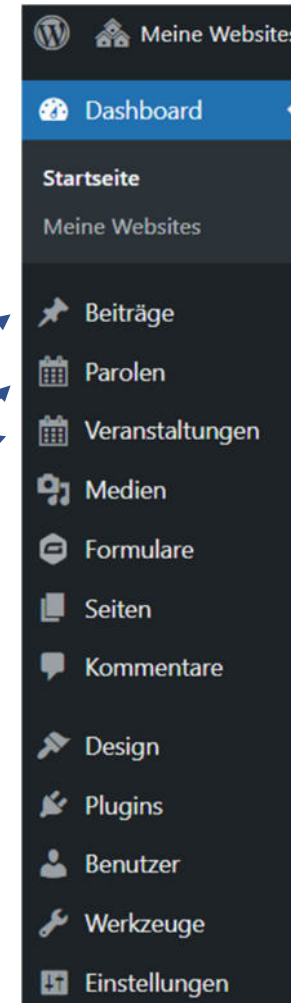 Meine Websites
Dashboard
Startseite
Meine Websites
Beiträge
Parolen
Veranstaltungen
Medien
Formulare
Seiten
Kommentare
Design
Plugins
Benutzer
Werkzeuge
Einstellungen